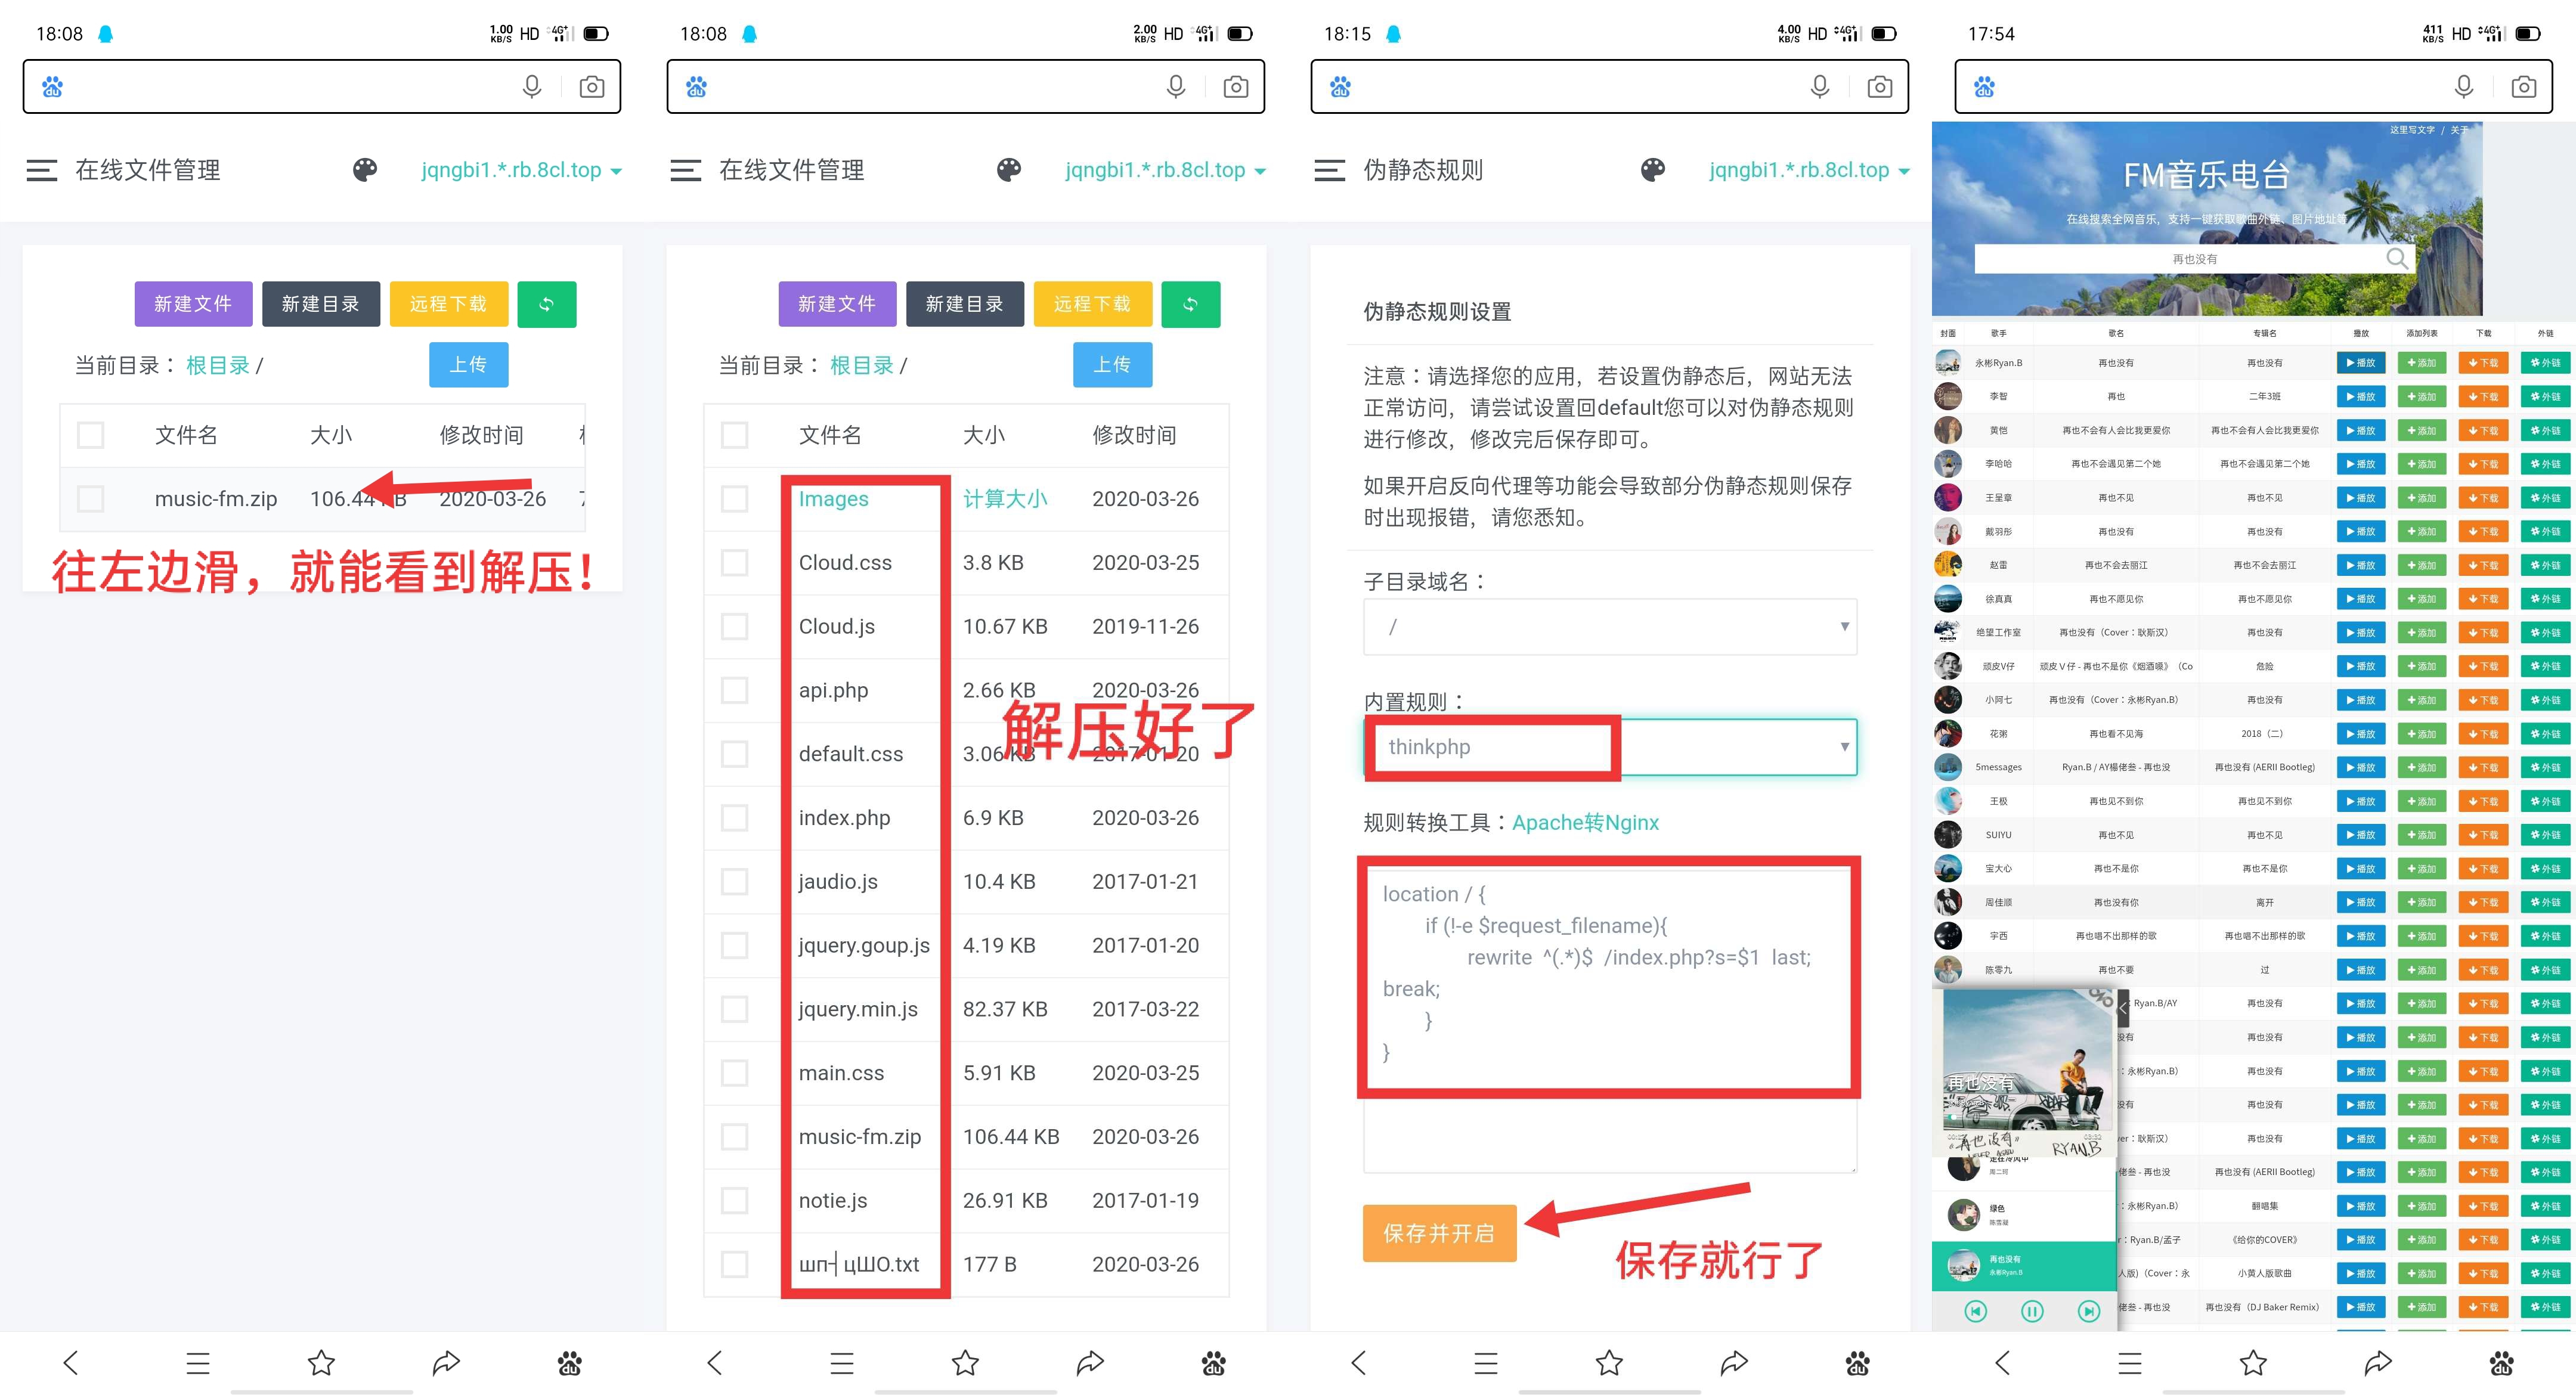 18:08
1.00 KB/S HD 4G+
在线文件管理
jqngbi1.*.rb.8cl.top
新建文件
新建目录
远程下载
当前目录： 根目录 /
上传
文件名 大小 修改时间
music-fm.zip 106.44 KB 2020-03-26
往左边滑，就能看到解压！
18:08
2.00 KB/S HD 4G+
在线文件管理
jqngbi1.*.rb.8cl.top
新建文件
新建目录
远程下载
当前目录： 根目录 /
上传
文件名 大小 修改时间
Images 计算大小 2020-03-26
Cloud.css 3.8 KB 2020-03-25
Cloud.js 10.67 KB 2019-11-26
api.php 2.66 KB 2020-03-26
解压好了
default.css 3.06 KB 2017-01-20
index.php 6.9 KB 2020-03-26
jaudio.js 10.4 KB 2017-01-21
jquery.goup.js 4.19 KB 2017-01-20
jquery.min.js 82.37 KB 2017-03-22
main.css 5.91 KB 2020-03-25
music-fm.zip 106.44 KB 2020-03-26
notie.js 26.91 KB 2017-01-19
шп┤цШО.txt 177 B 2020-03-26
18:15
4.00 KB/S HD 4G+
伪静态规则
jqngbi1.*.rb.8cl.top
伪静态规则设置
注意：请选择您的应用，若设置伪静态后，网站无法
正常访问，请尝试设置回default您可以对伪静态规则
进行修改，修改完后保存即可。
如果开启反向代理等功能会导致部分伪静态规则保存
时出现报错，请您悉知。
子目录域名：
/
内置规则：
thinkphp
规则转换工具：Apache转Nginx
location / {
if (!-e $request_filename){
rewrite ^(.*)$ /index.php?s=$1 last;
break;
}
}
保存并开启
保存就行了
17:54
411 KB/S HD 4G+
这里写文字 / 关于
FM音乐电台
在线搜索全网音乐，支持一键获取歌曲外链、图片地址等
再也没有
封面 歌手 歌名 专辑名 播放 添加列表 下载 外链
永彬Ryan.B 再也没有 再也没有 播放 添加 下载 外链
李智 再也 二年3班 播放 添加 下载 外链
黄恺 再也不会有人会比我更爱你 再也不会有人会比我更爱你 播放 添加 下载 外链
李哈哈 再也不会遇见第二个她 再也不会遇见第二个她 播放 添加 下载 外链
王呈章 再也不见 再也不见 播放 添加 下载 外链
戴羽彤 再也没有 再也没有 播放 添加 下载 外链
赵雷 再也不会去丽江 再也不会去丽江 播放 添加 下载 外链
徐真真 再也不愿见你 再也不愿见你 播放 添加 下载 外链
绝望工作室 再也没有（Cover：耿斯汉） 再也没有 播放 添加 下载 外链
顽皮V仔 顽皮Ｖ仔 - 再也不是你《烟酒嗓》（Co 危险 播放 添加 下载 外链
小阿七 再也没有（Cover：永彬Ryan.B） 再也没有 播放 添加 下载 外链
花粥 再也看不见海 2018（二） 播放 添加 下载 外链
5messages Ryan.B / AY楊佬叁 - 再也没 再也没有 (AERII Bootleg) 播放 添加 下载 外链
王极 再也见不到你 再也见不到你 播放 添加 下载 外链
SUIYU 再也不见 再也不见 播放 添加 下载 外链
宝大心 再也不是你 再也不是你 播放 添加 下载 外链
周佳顺 再也没有你 离开 播放 添加 下载 外链
宇西 再也唱不出那样的歌 再也唱不出那样的歌 播放 添加 下载 外链
陈零九 再也不要 过 播放 添加 下载 外链
：Ryan.B/AY 再也没有 播放 添加 下载 外链
没有 再也没有 播放 添加 下载 外链
：永彬Ryan.B） 再也没有 播放 添加 下载 外链
没有 再也没有 播放 添加 下载 外链
ver：耿斯汉） 再也没有 播放 添加 下载 外链
佬叁 - 再也没 再也没有 (AERII Bootleg) 播放 添加 下载 外链
：永彬Ryan.B） 翻唱集 播放 添加 下载 外链
r：Ryan.B/孟子 《给你的COVER》 播放 添加 下载 外链
人版）（Cover：永 小黄人版歌曲 播放 添加 下载 外链
佬叁 - 再也没 再也没有（DJ Baker Remix） 播放 添加 下载 外链
再也没有
再也没有
RYAN.B
走在冷风中
周二珂
绿色
陈雪凝
再也没有
永彬Ryan.B